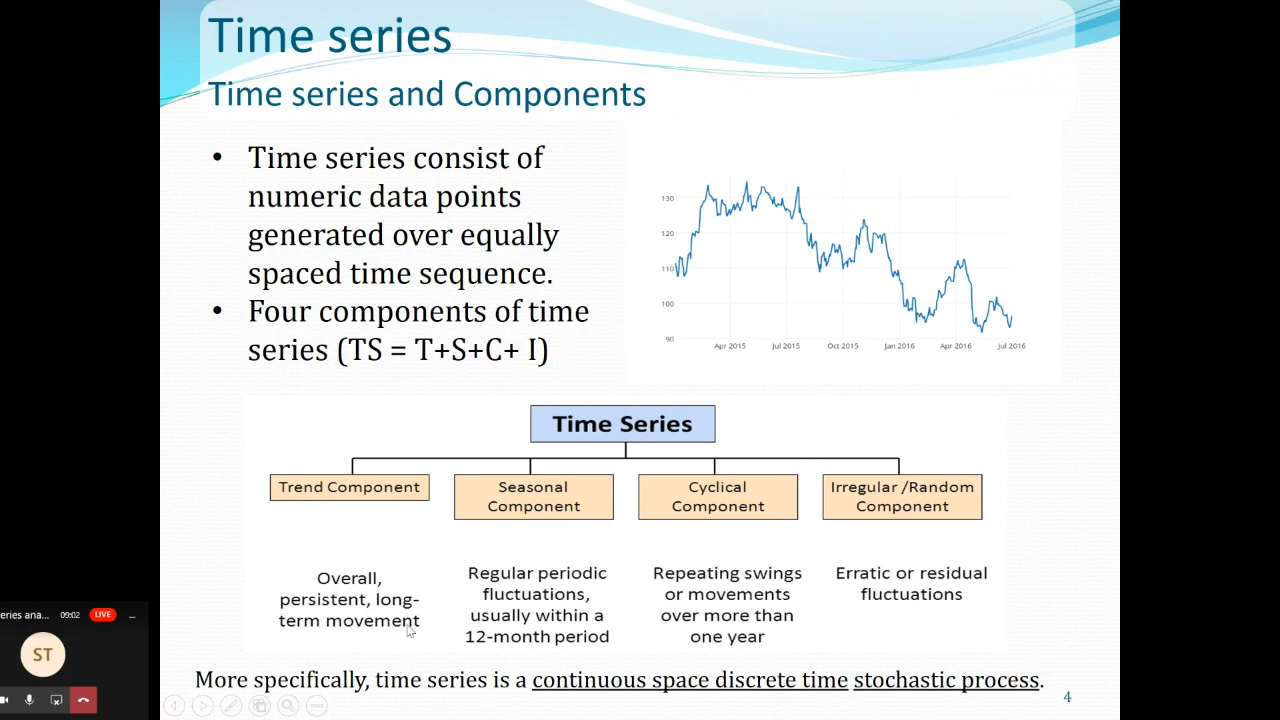 Time series
Time series and Components
• Time series consist of
numeric data points
generated over equally
spaced time sequence.
• Four components of time
series (TS = T+S+C+ I)
130
120
110
100
90
Apr 2015
Jul 2015
Oct 2015
Jan 2016
Apr 2016
Jul 2016
Time Series
Trend Component
Seasonal
Component
Cyclical
Component
Irregular /Random
Component
Overall,
persistent, long-
term movement
Regular periodic
fluctuations,
usually within a
12-month period
Repeating swings
or movements
over more than
one year
Erratic or residual
fluctuations
More specifically, time series is a continuous space discrete time stochastic process.
4
eries ana...
09:02
LIVE
ST